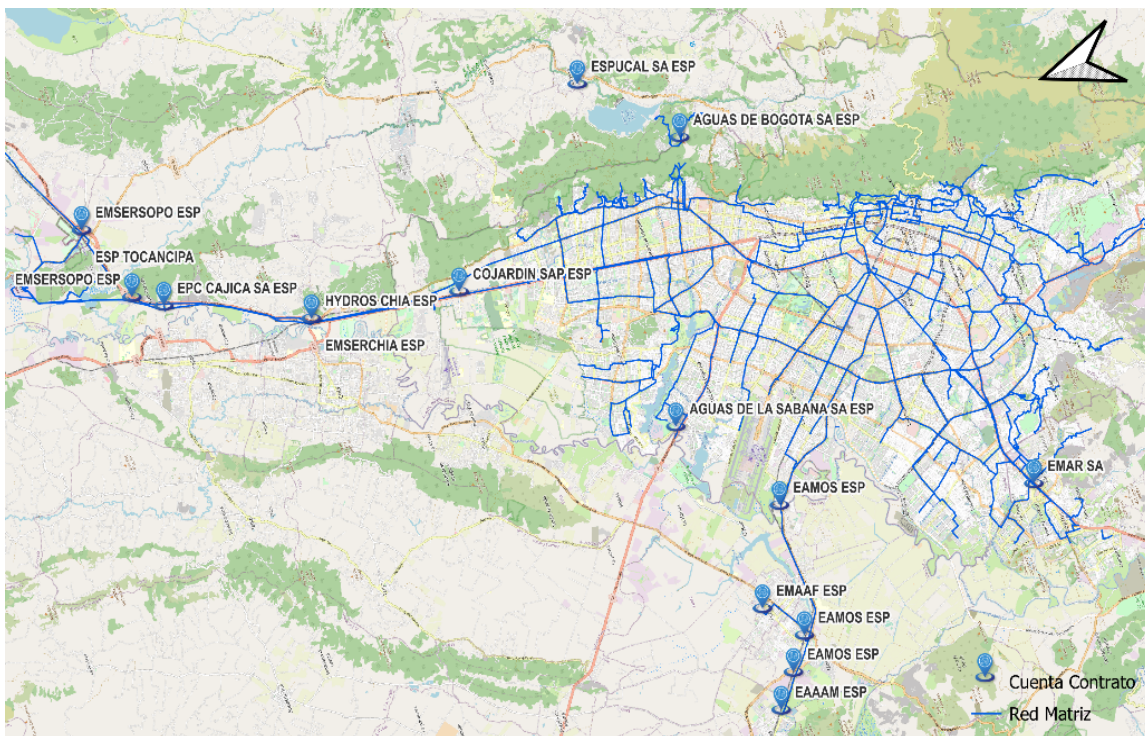 ESPUCAL SA ESP
AGUAS DE BOGOTA SA ESP
EMSERSOPO ESP
ESP TOCANCIPA
EMSERSOPO ESP
EPC CAJICA SA ESP
COJARDIN SAP ESP
HYDROS CHIA ESP
EMSERCHIA ESP
AGUAS DE LA SABANA SA ESP
EMAR SA
EAMOS ESP
EMAAF ESP
EAMOS ESP
EAMOS ESP
EAAAM ESP
Cuenta Contrato
Red Matriz